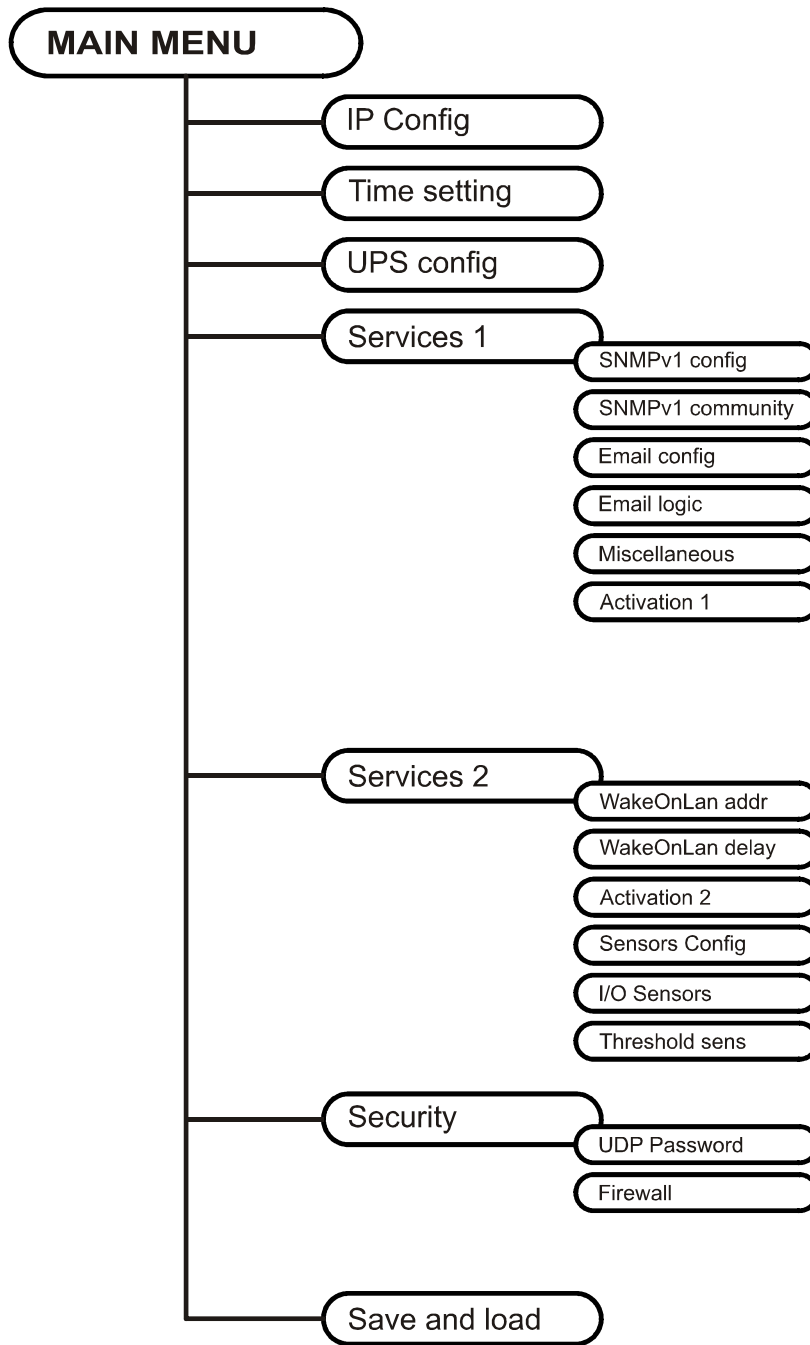 MAIN MENU
IP Config
Time setting
UPS config
Services 1
SNMPv1 config
SNMPv1 community
Email config
Email logic
Miscellaneous
Activation 1
Services 2
WakeOnLan addr
WakeOnLan delay
Activation 2
Sensors Config
I/O Sensors
Threshold sens
Security
UDP Password
Firewall
Save and load